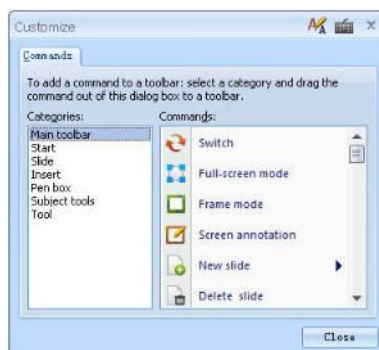 Customize
Commands
To add a command to a toolbar: select a category and drag the
command out of this dialog box to a toolbar.
Categories:
Main toolbar
Start
Slide
Insert
Pen box
Subject tools
Tool
Commands:
Switch
Full-screen mode
Frame mode
Screen annotation
New slide
Delete slide
Close